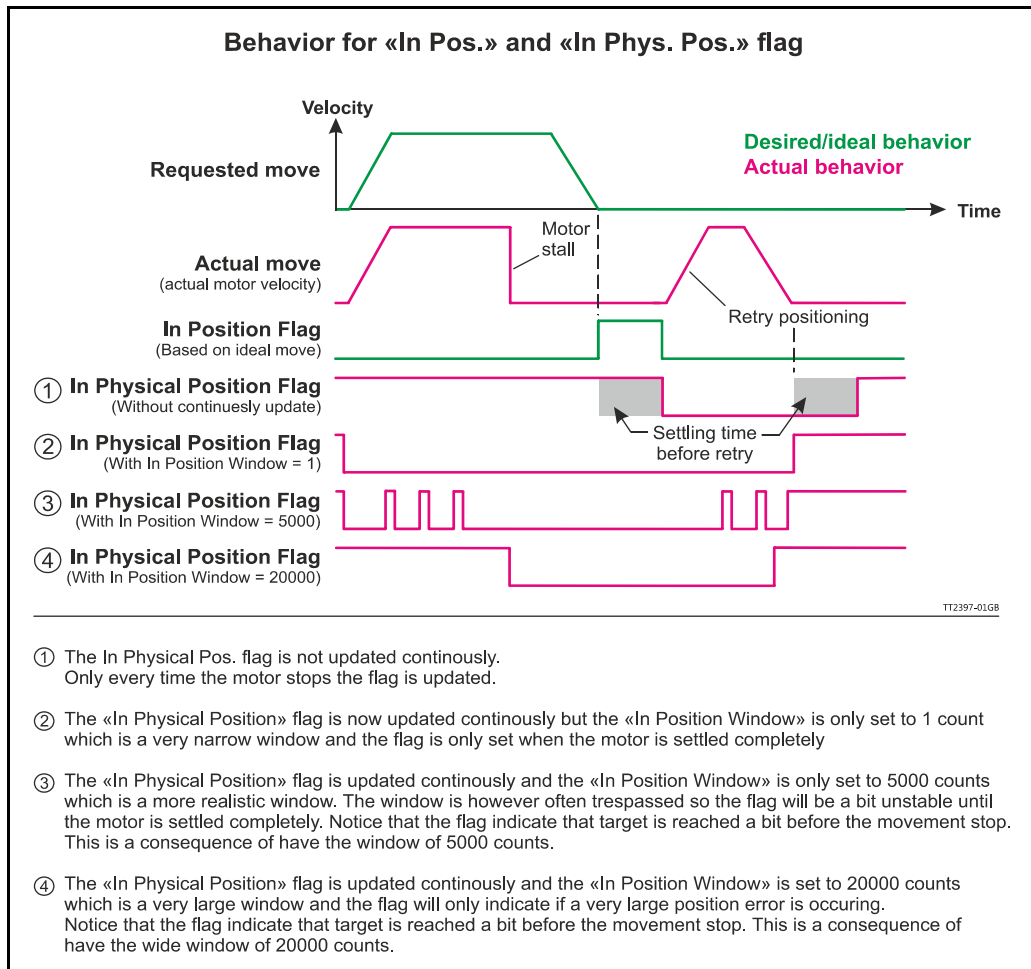 Behavior for «In Pos.» and «In Phys. Pos.» flag
Velocity
Requested move
Desired/ideal behavior
Actual behavior
Time
Motor
stall
Actual move
(actual motor velocity)
Retry positioning
In Position Flag
(Based on ideal move)
① In Physical Position Flag
(Without continuesly update)
Settling time
before retry
② In Physical Position Flag
(With In Position Window = 1)
③ In Physical Position Flag
(With In Position Window = 5000)
④ In Physical Position Flag
(With In Position Window = 20000)
TT2397-01GB
① The In Physical Pos. flag is not updated continously.
Only every time the motor stops the flag is updated.
② The «In Physical Position» flag is now updated continously but the «In Position Window» is only set to 1 count
which is a very narrow window and the flag is only set when the motor is settled completely
③ The «In Physical Position» flag is updated continously and the «In Position Window» is only set to 5000 counts
which is a more realistic window. The window is however often trespassed so the flag will be a bit unstable until
the motor is settled completely. Notice that the flag indicate that target is reached a bit before the movement stop.
This is a consequence of have the window of 5000 counts.
④ The «In Physical Position» flag is updated continously and the «In Position Window» is set to 20000 counts
which is a very large window and the flag will only indicate if a very large position error is occuring.
Notice that the flag indicate that target is reached a bit before the movement stop. This is a consequence of
have the wide window of 20000 counts.